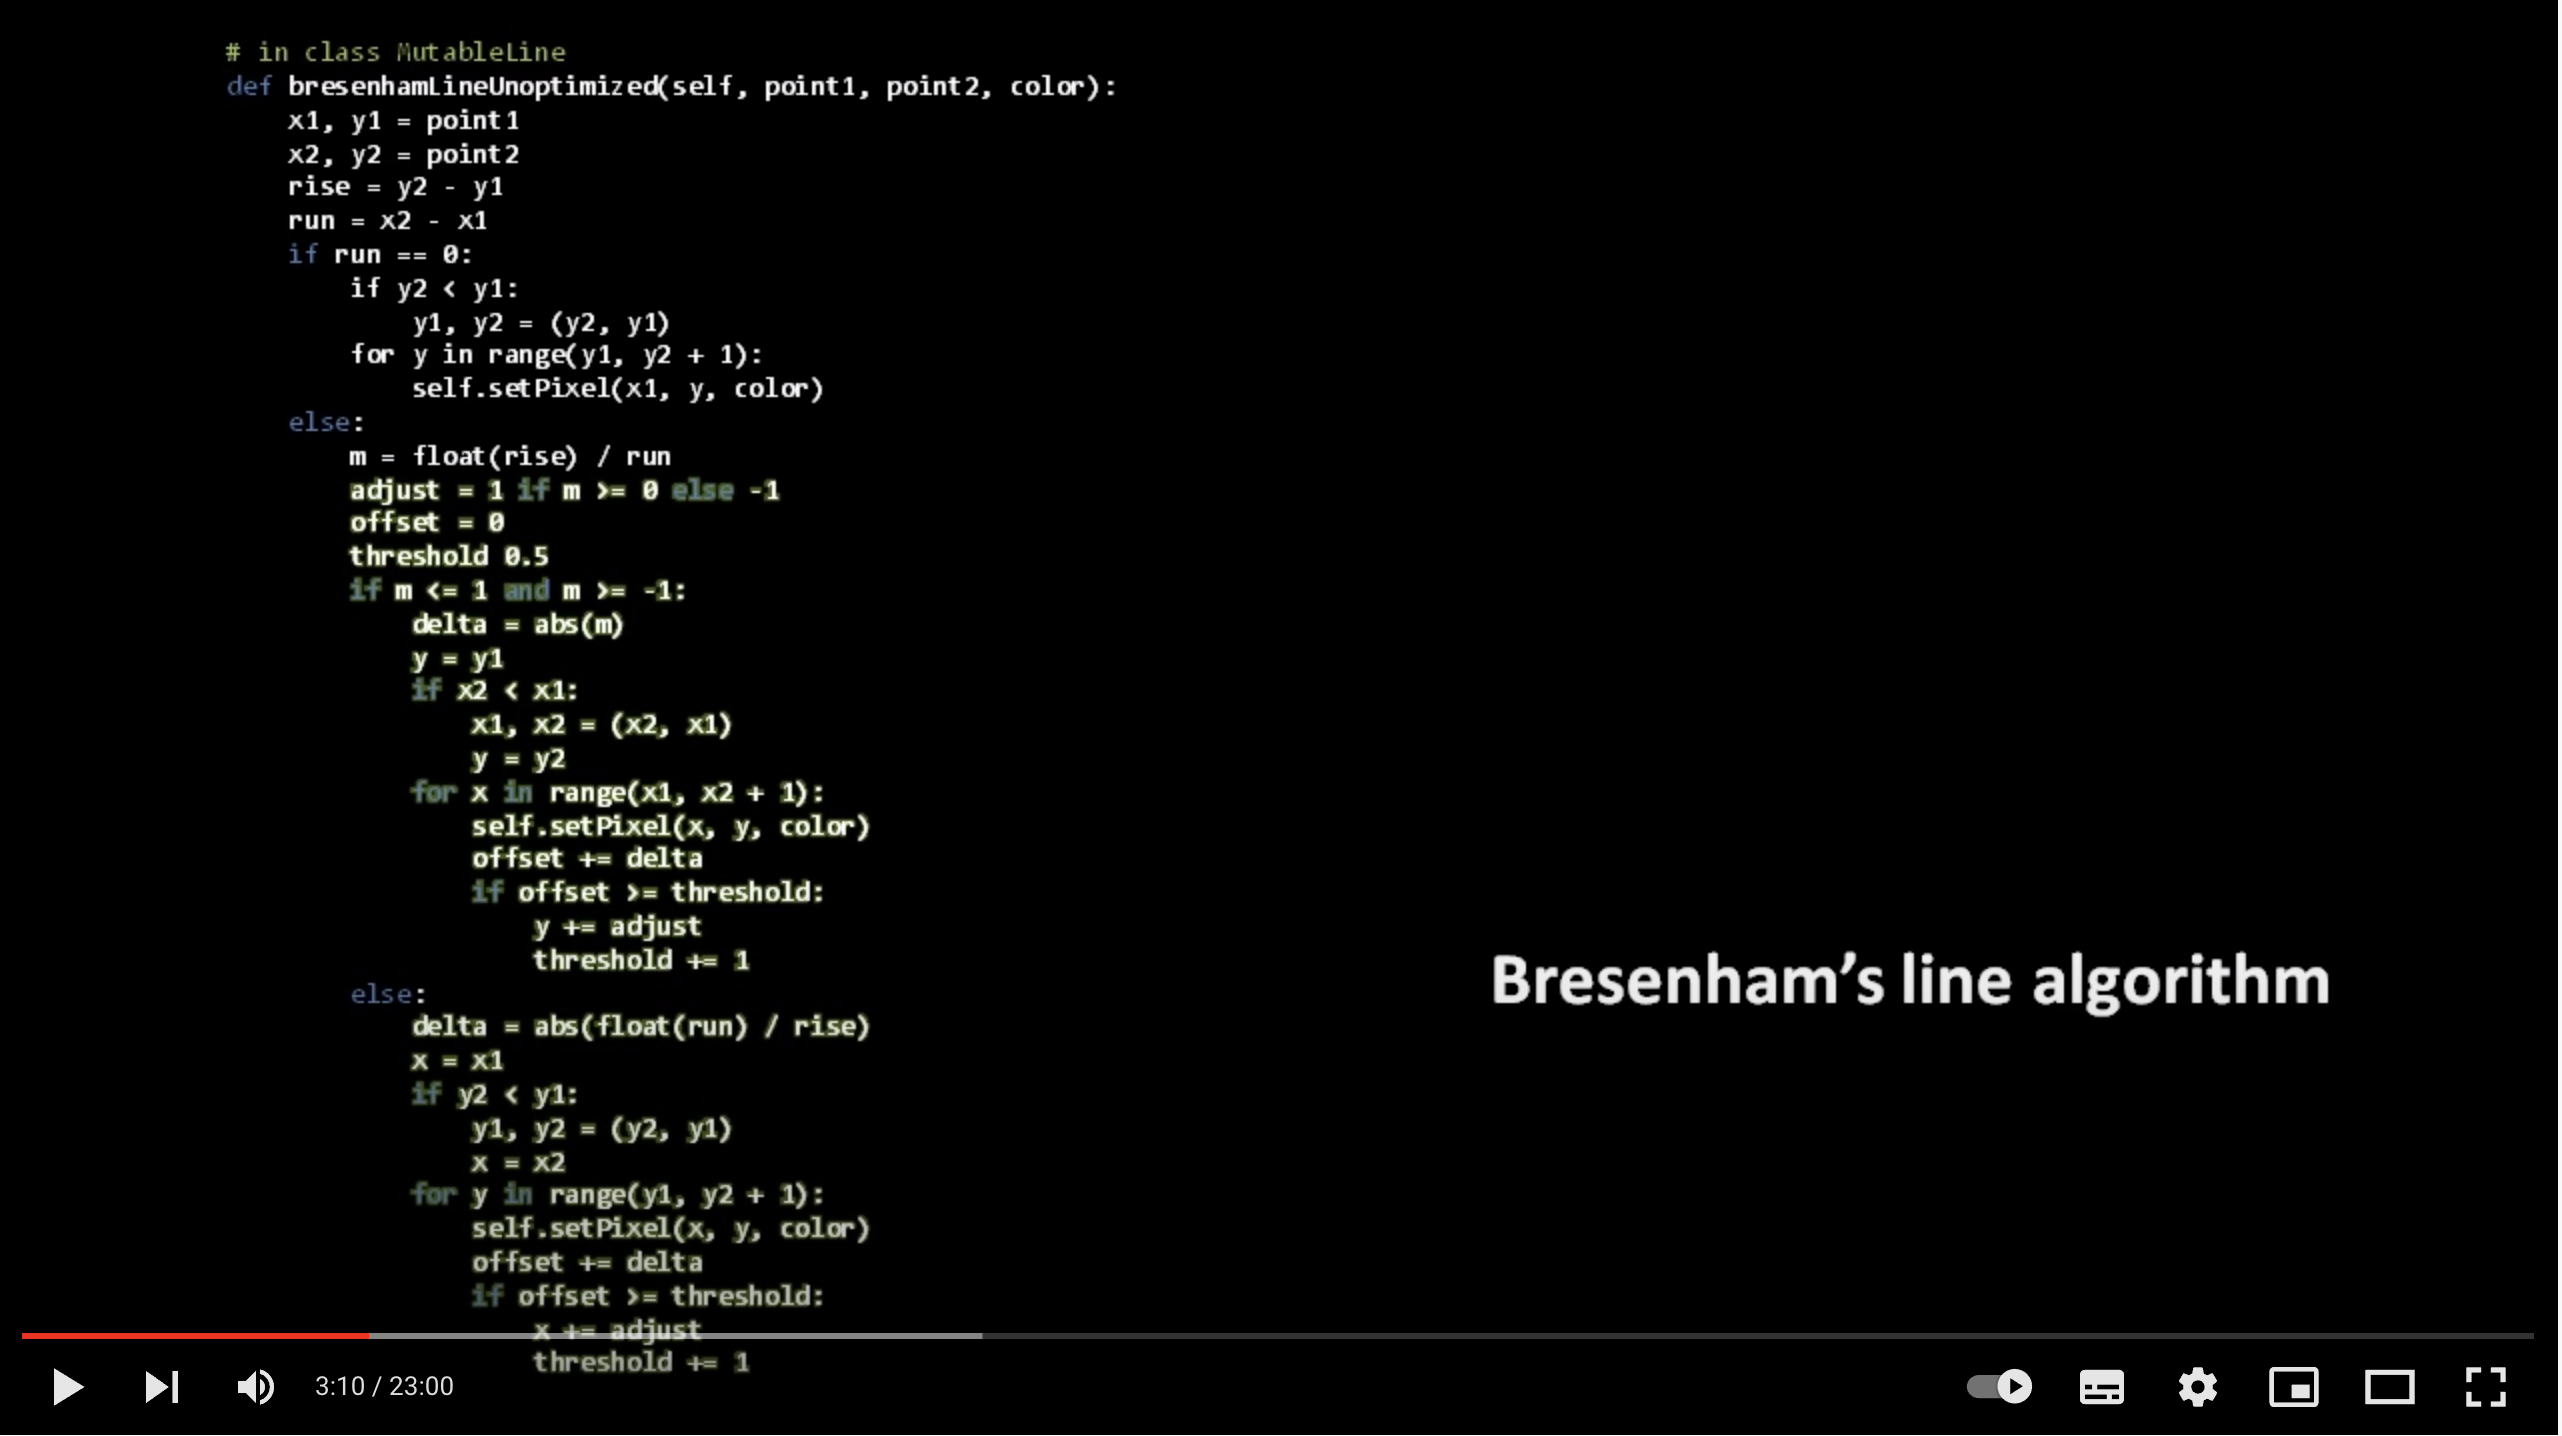 # in class MutableLine
def bresenhamLineUnoptimized(self, point1, point2, color):
    x1, y1 = point1
    x2, y2 = point2
    rise = y2 - y1
    run = x2 - x1
    if run == 0:
        if y2 < y1:
            y1, y2 = (y2, y1)
        for y in range(y1, y2 + 1):
            self.setPixel(x1, y, color)
    else:
        m = float(rise) / run
        adjust = 1 if m >= 0 else -1
        offset = 0
        threshold 0.5
        if m <= 1 and m >= -1:
            delta = abs(m)
            y = y1
            if x2 < x1:
                x1, x2 = (x2, x1)
                y = y2
            for x in range(x1, x2 + 1):
                self.setPixel(x, y, color)
                offset += delta
                if offset >= threshold:
                    y += adjust
                    threshold += 1
        else:
            delta = abs(float(run) / rise)
            x = x1
            if y2 < y1:
                y1, y2 = (y2, y1)
                x = x2
            for y in range(y1, y2 + 1):
                self.setPixel(x, y, color)
                offset += delta
                if offset >= threshold:
                    x += adjust
                    threshold += 1
Bresenham’s line algorithm
3:10 / 23:00